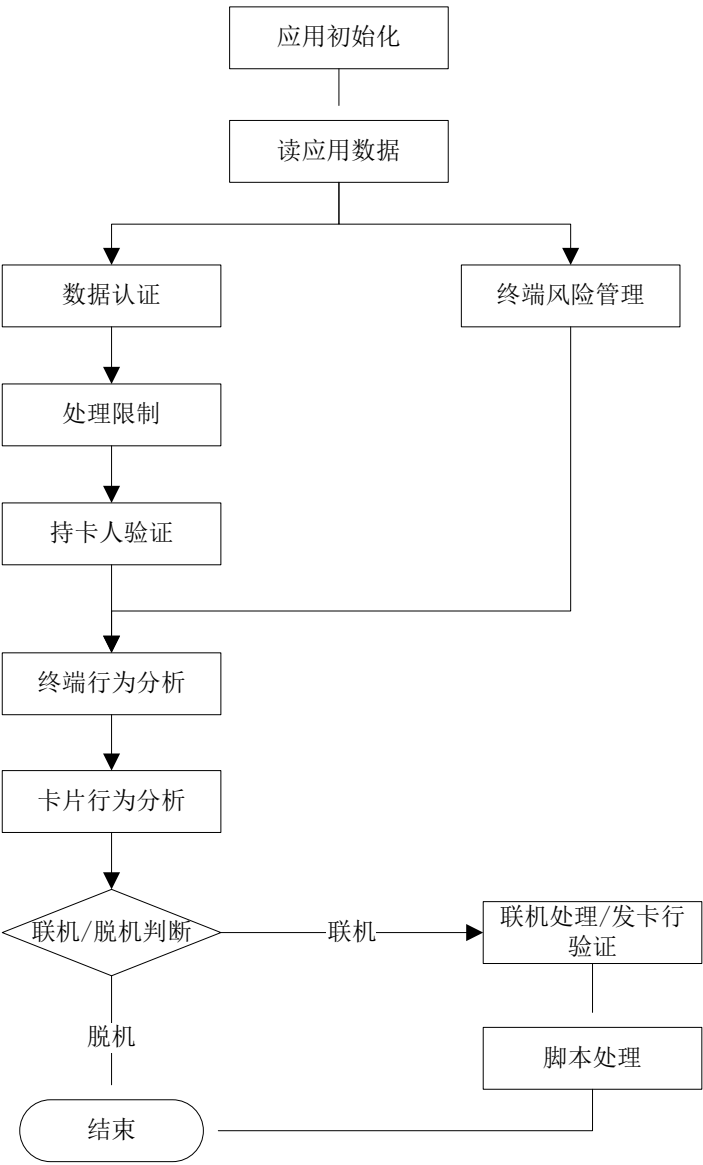 应用初始化
读应用数据
数据认证
终端风险管理
处理限制
持卡人验证
终端行为分析
卡片行为分析
联机/脱机判断
联机
联机处理/发卡行
验证
脱机
脚本处理
结束